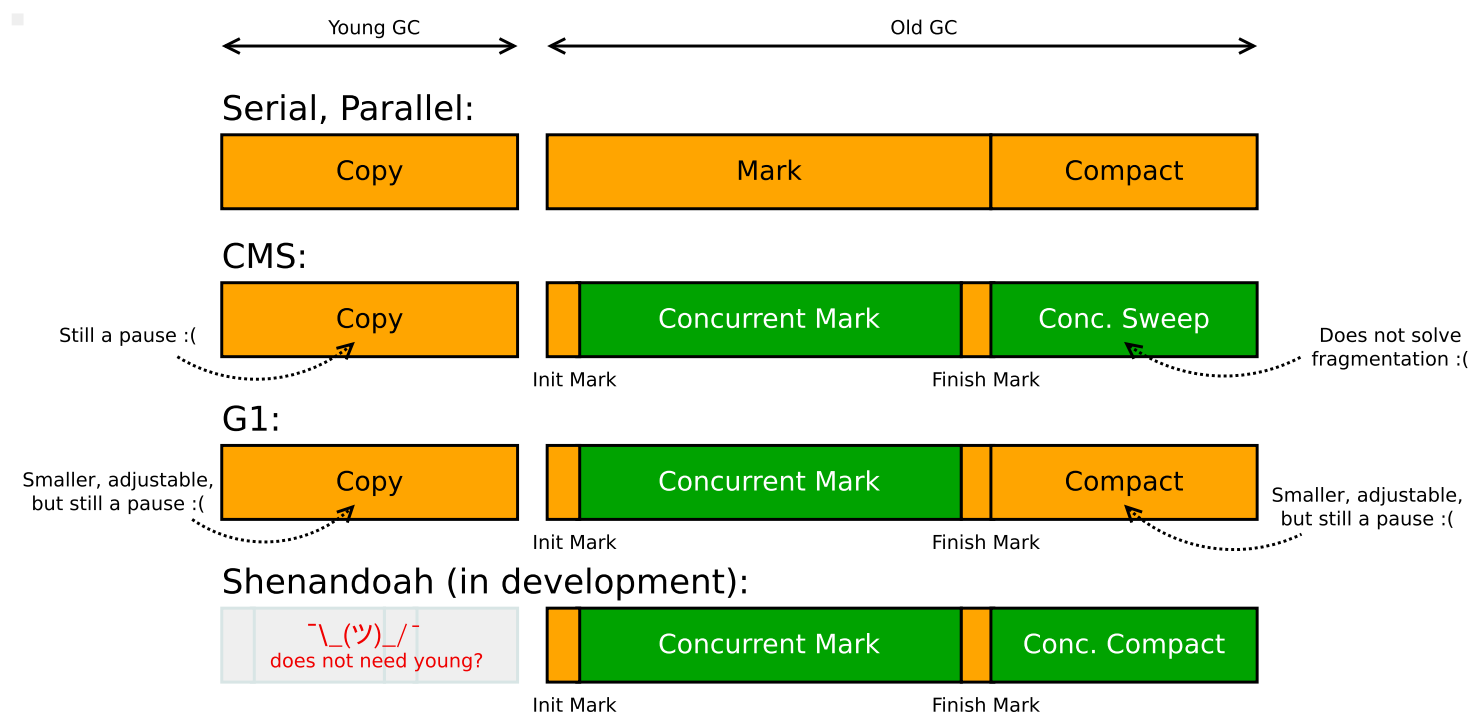 Young GC
Old GC
Serial, Parallel:
Copy
Mark
Compact
CMS:
Copy
Concurrent Mark
Conc. Sweep
Still a pause :(
Does not solve
fragmentation :(
Init Mark
Finish Mark
G1:
Copy
Concurrent Mark
Compact
Smaller, adjustable,
but still a pause :(
Smaller, adjustable,
but still a pause :(
Init Mark
Finish Mark
Shenandoah (in development):
¯\_(ツ)_/¯
does not need young?
Concurrent Mark
Conc. Compact
Init Mark
Finish Mark